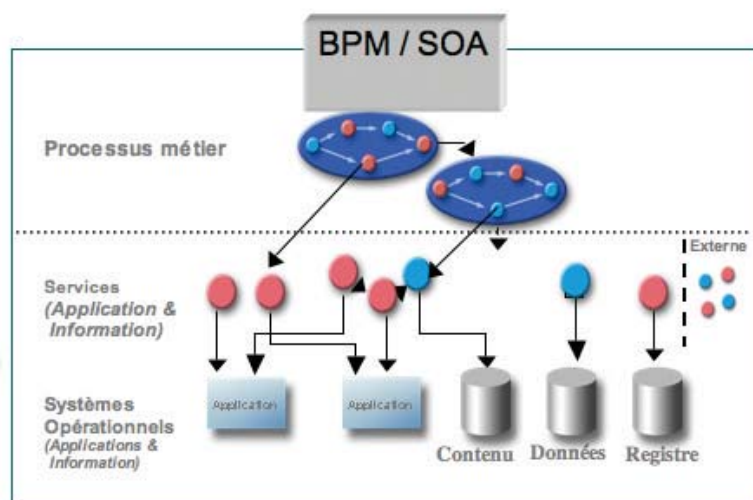 BPM / SOA
Processus métier
Externe
Services
(Application &
Information)
Systèmes
Opérationnels
(Applications &
Information)
Application
Application
Contenu
Données
Registre